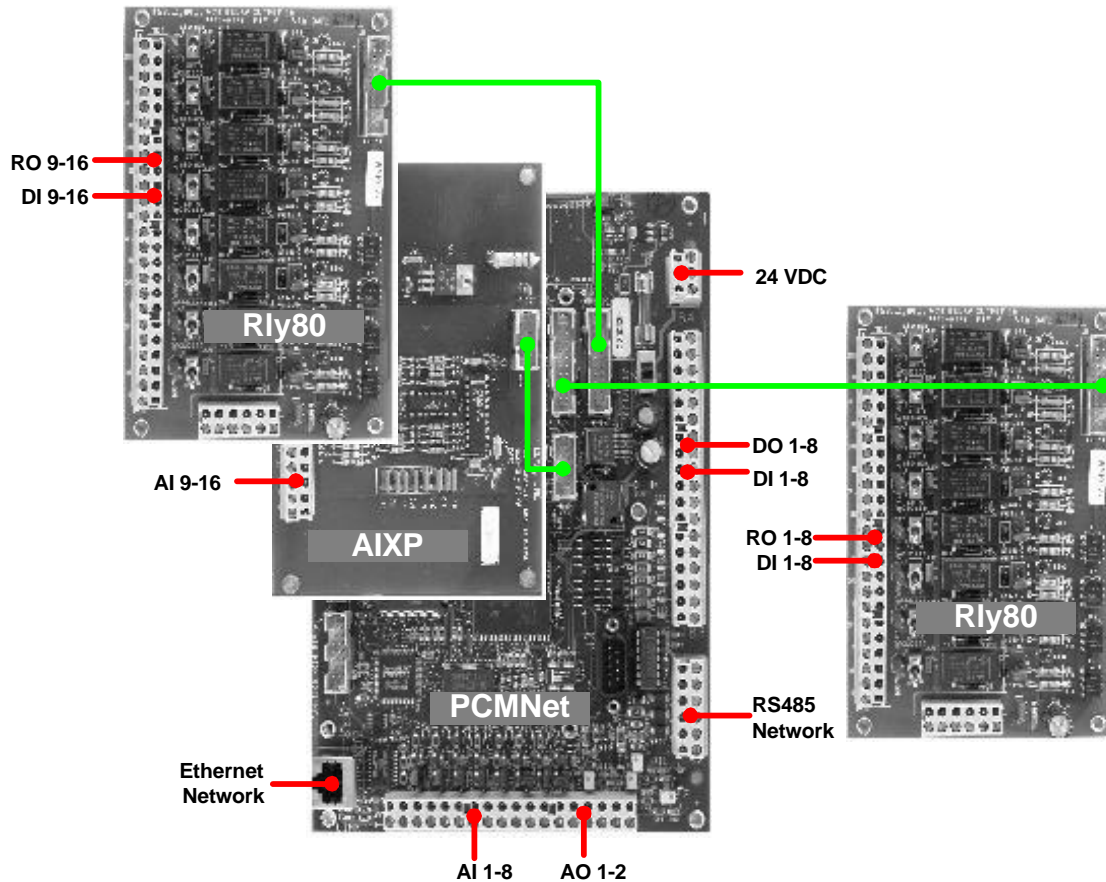 RO 9-16
DI 9-16
Rly80
24 VDC
DO 1-8
DI 1-8
AI 9-16
AIXP
RO 1-8
DI 1-8
Rly80
PCMNet
RS485
Network
Ethernet
Network
AI 1-8
AO 1-2